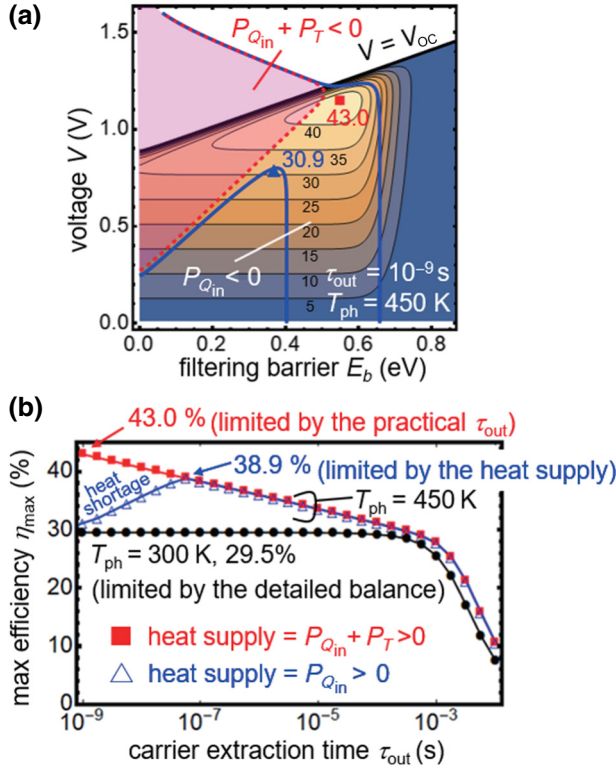 (a)
P_Qin + P_T < 0
V = V_OC
43.0
40
30.9
35
30
25
20
15
10
5
P_Qin < 0
τ_out = 10⁻⁹ s
T_ph = 450 K
voltage V (V)
1.5
1.0
0.5
0.0
0.0 0.2 0.4 0.6 0.8
filtering barrier E_b (eV)
(b)
43.0 % (limited by the practical τ_out)
38.9 % (limited by the heat supply)
heat
shortage
T_ph = 450 K
T_ph = 300 K, 29.5%
(limited by the detailed balance)
heat supply = P_Qin + P_T > 0
heat supply = P_Qin > 0
max efficiency η_max (%)
40
30
20
10
0
10⁻⁹ 10⁻⁷ 10⁻⁵ 10⁻³
carrier extraction time τ_out (s)